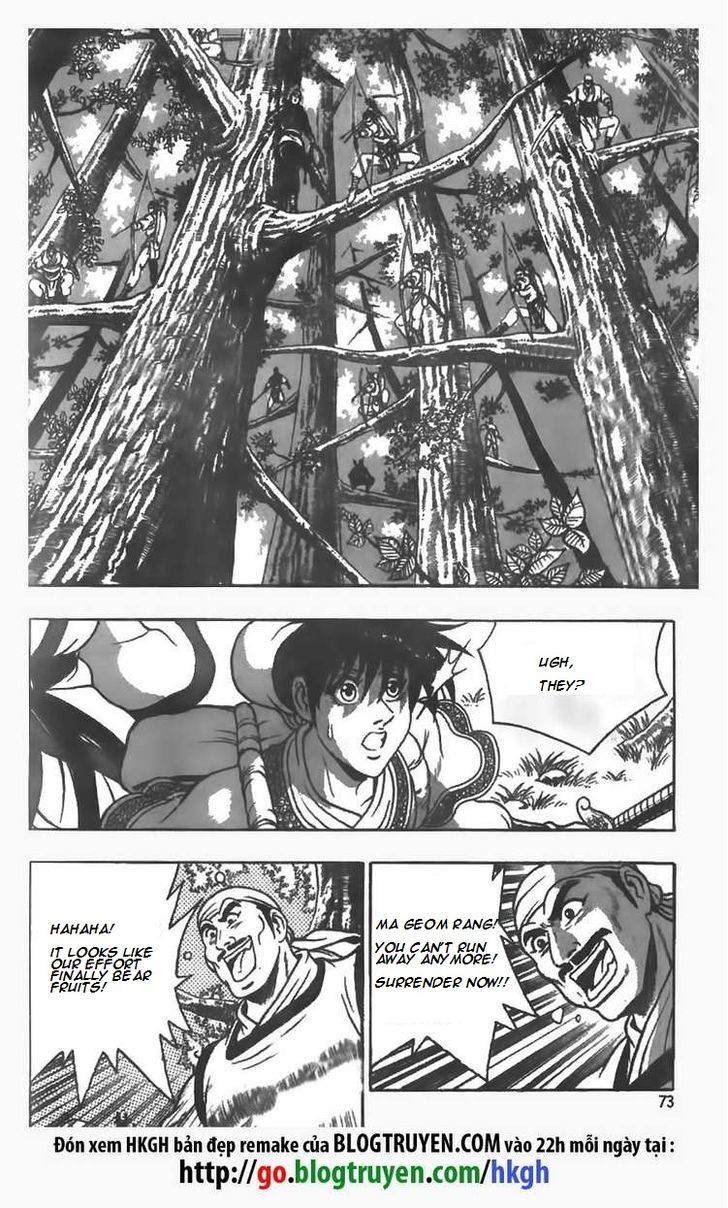 UGH,
THEY?
HAHAHA!
IT LOOKS LIKE
OUR EFFORT
FINALLY BEAR
FRUITS!
MA GEOM RANG!
YOU CAN'T RUN
AWAY ANYMORE!
SURRENDER NOW!!
73
Đón xem HKGH bản đẹp remake của BLOGTRUYEN.COM vào 22h mỗi ngày tại :
http://go.blogtruyen.com/hkgh